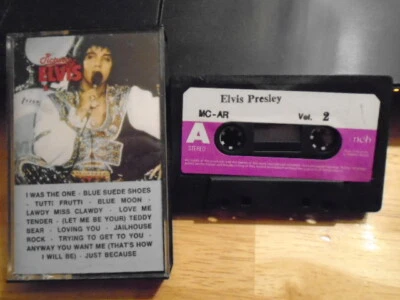 ELVIS
I WAS THE ONE - BLUE SUEDE SHOES
- TUTTI FRUTTI - BLUE MOON -
LAWDY MISS CLAWDY - LOVE ME
TENDER - (LET ME BE YOUR) TEDDY
BEAR - LOVING YOU - JAILHOUSE
ROCK - TRYING TO GET TO YOU -
ANYWAY YOU WANT ME (THAT'S HOW
I WILL BE) - JUST BECAUSE
Elvis Presley
MC-AR Vol. 2
A
STEREO